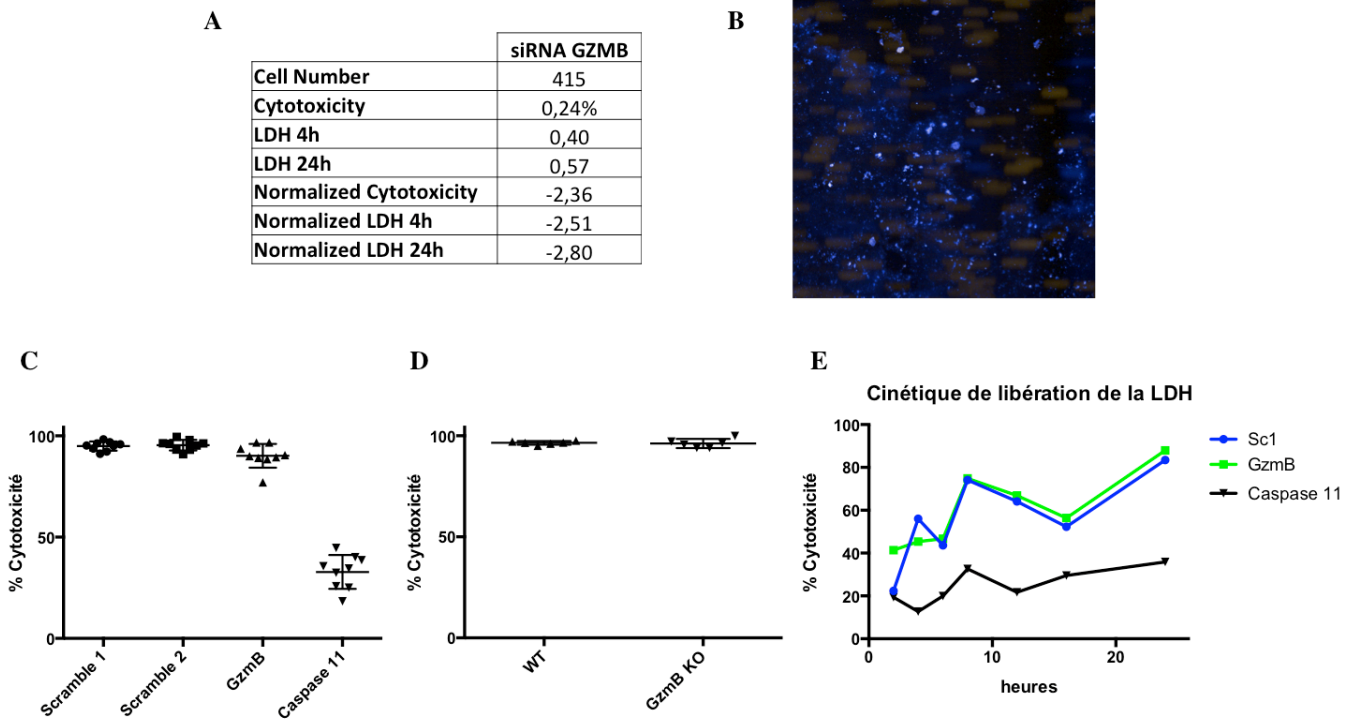 A
siRNA GZMB
Cell Number 415
Cytotoxicity 0,24%
LDH 4h 0,40
LDH 24h 0,57
Normalized Cytotoxicity -2,36
Normalized LDH 4h -2,51
Normalized LDH 24h -2,80
B
C
% Cytotoxicité
100
50
0
Scramble 1
Scramble 2
GzmB
Caspase 11
D
% Cytotoxicité
100
50
0
WT
GzmB KO
E
Cinétique de libération de la LDH
% Cytotoxicité
100
80
60
40
20
0
0 10 20
heures
Sc1
GzmB
Caspase 11